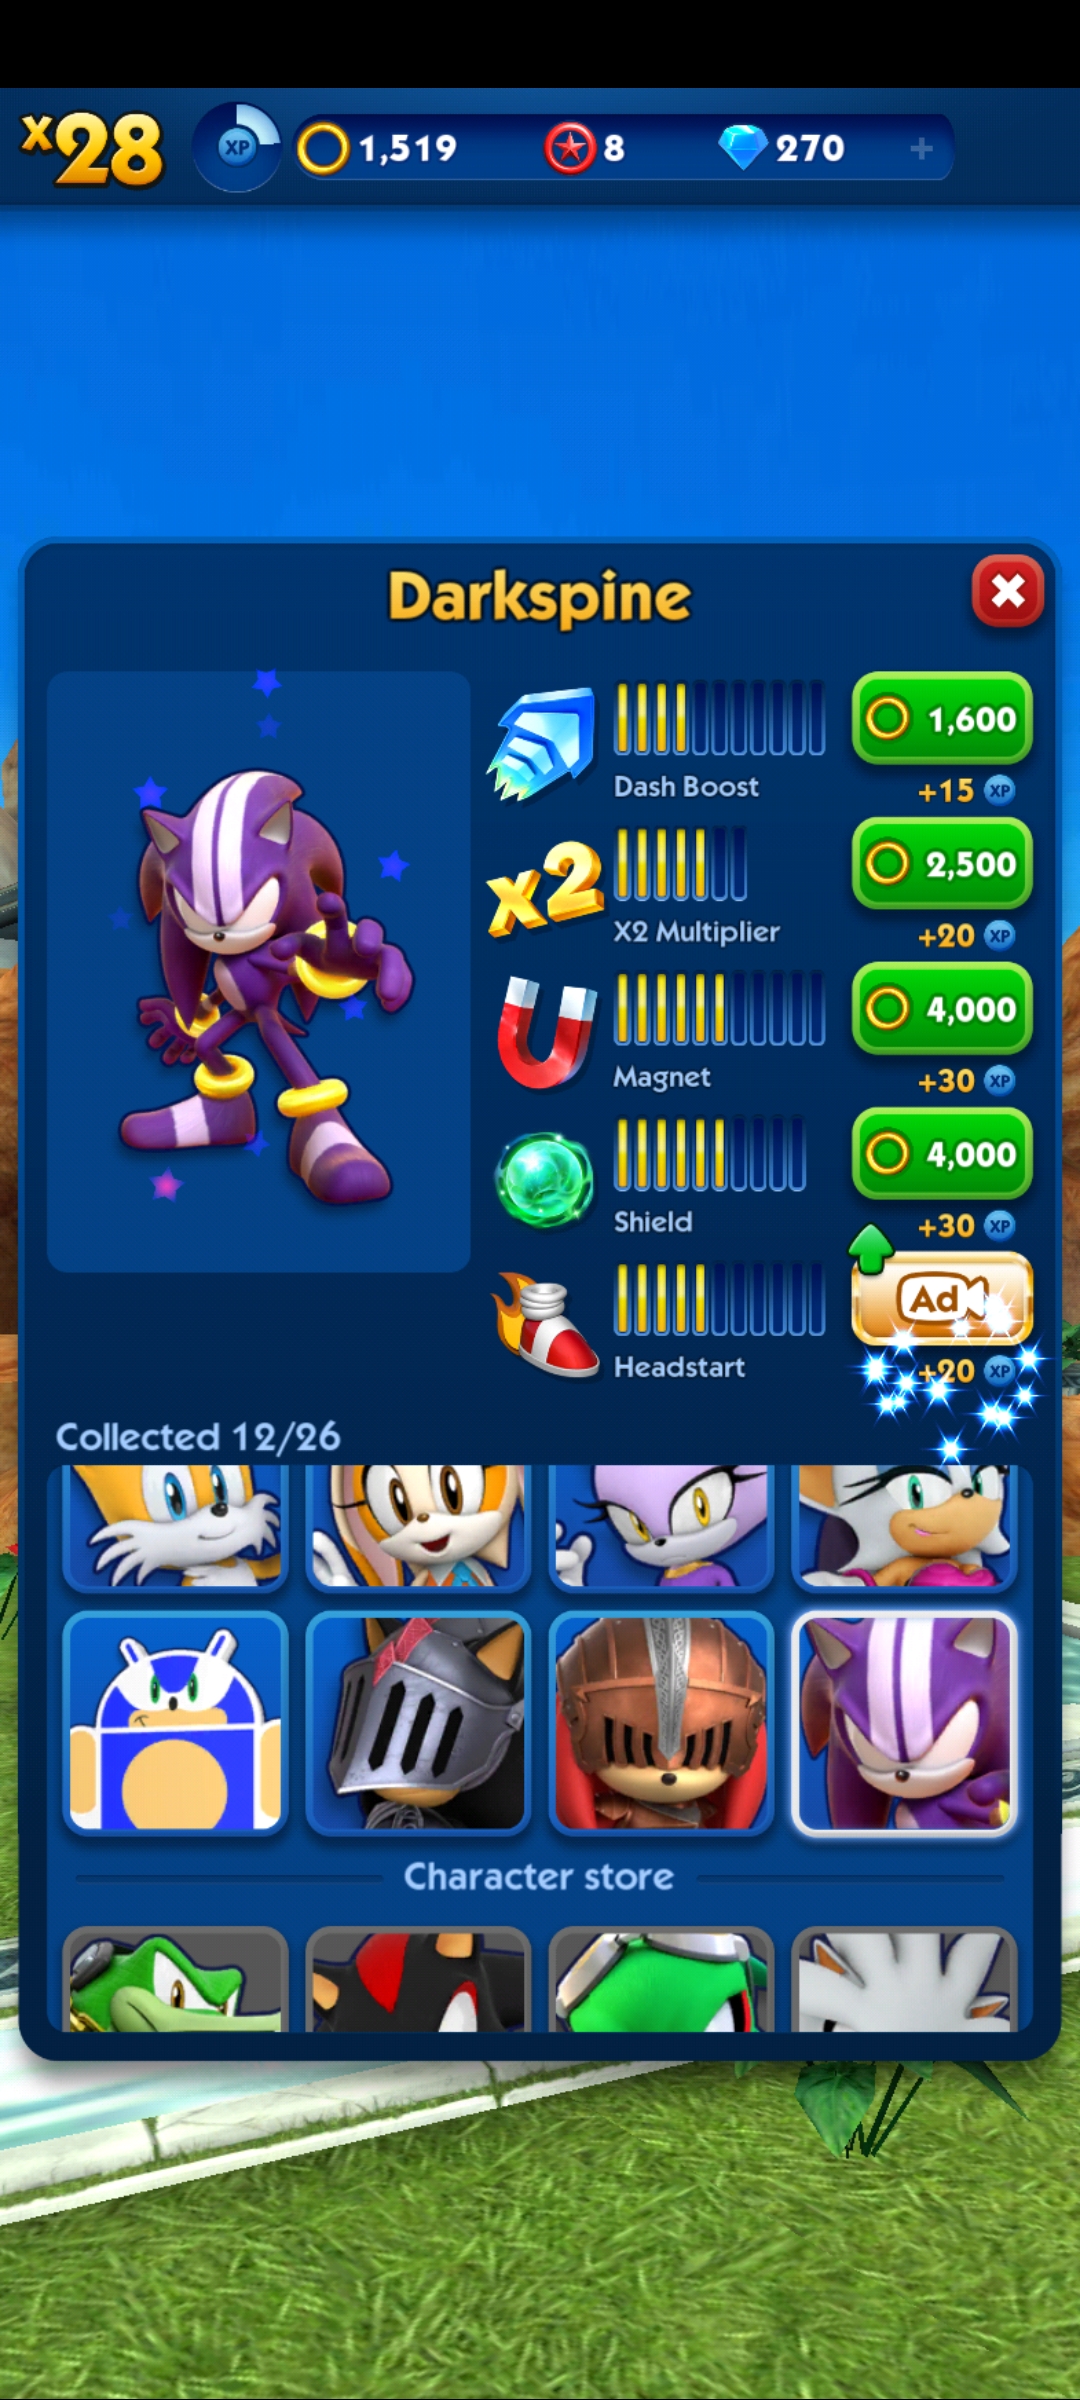 x28 XP 1,519 8 270 +
Darkspine
1,600
Dash Boost
+15 XP
x2
2,500
X2 Multiplier
+20 XP
4,000
Magnet
+30 XP
4,000
Shield
+30 XP
Ad
Headstart
+20 XP
Collected 12/26
Character store